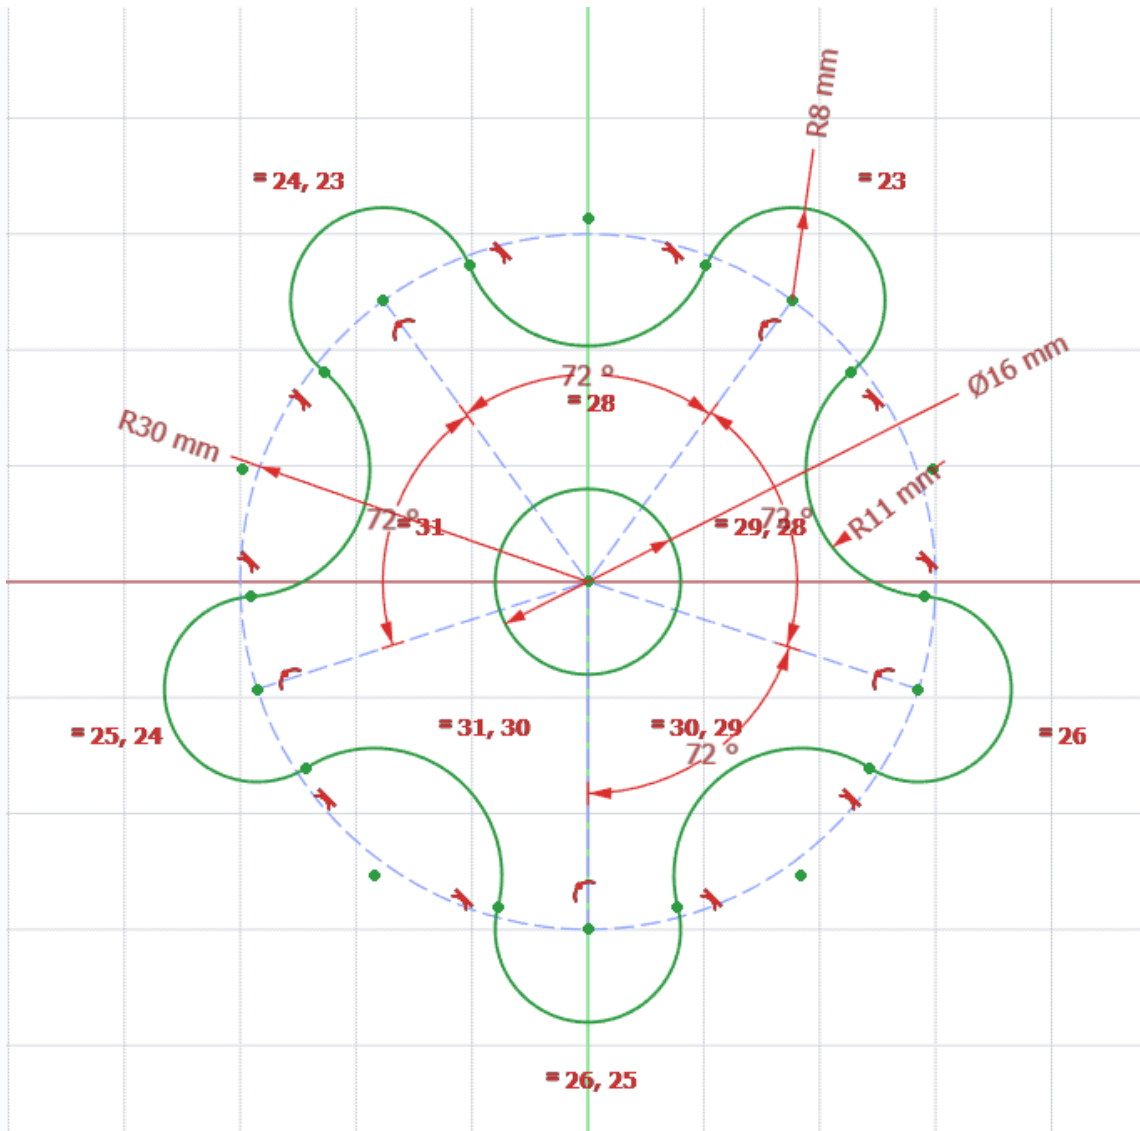 R8 mm
= 24, 23
= 23
Ø16 mm
72 °
= 28
R30 mm
R11 mm
72 °
= 31
= 29, 28
72 °
= 31, 30
= 30, 29
= 25, 24
= 26
72 °
= 26, 25